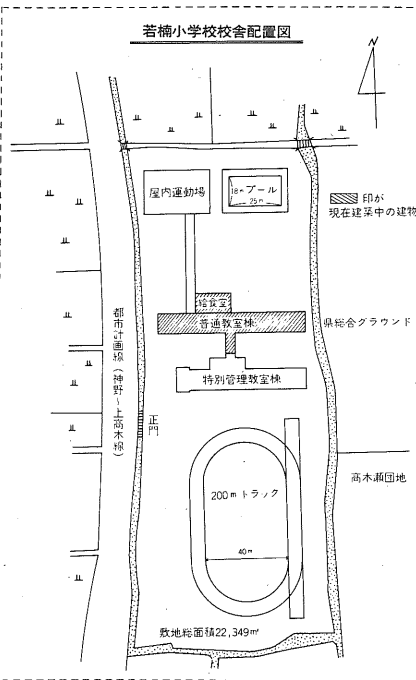 若楠小学校校舎配置図
N
屋内運動場
18mプール
25m
印が
現在建築中の建物
給食室
普通教室棟
県総合グラウンド
特別管理教室棟
都市計画線（神野〜上高木線）
正門
200mトラック
40m
高木瀬団地
敷地総面積22,349㎡